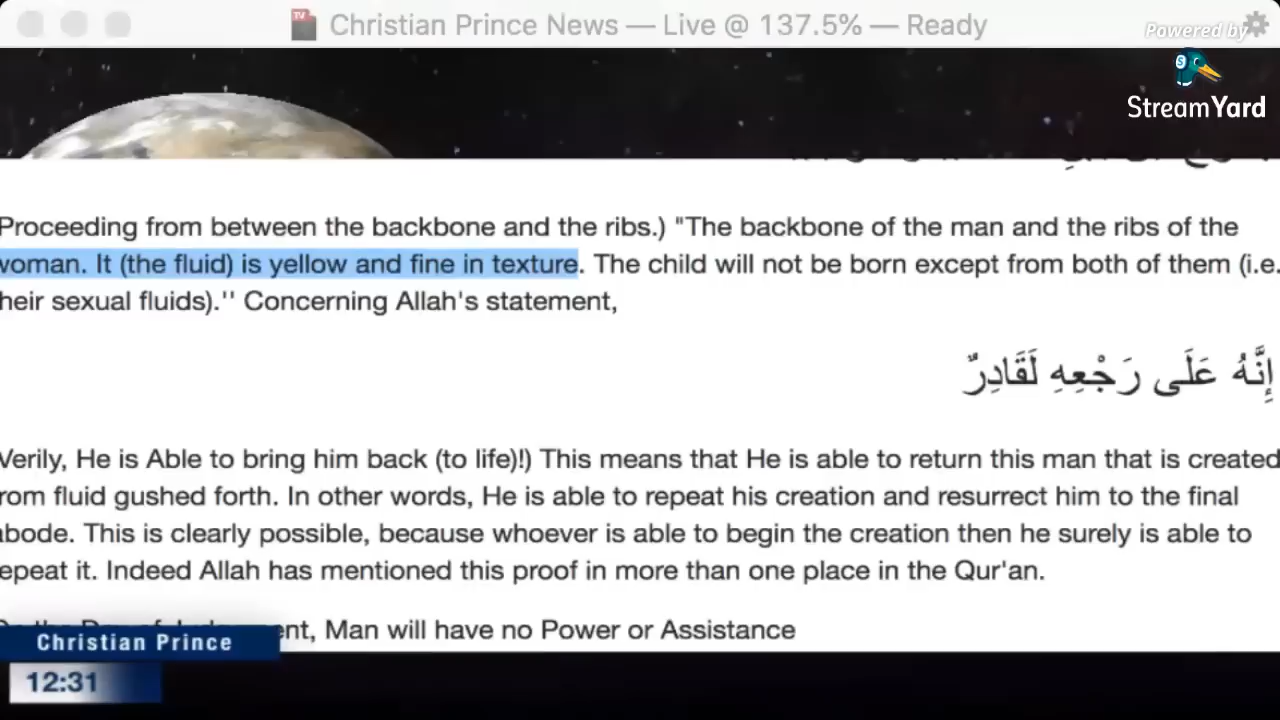 Christian Prince News — Live @ 137.5% — Ready
Powered by
StreamYard
Proceeding from between the backbone and the ribs.) "The backbone of the man and the ribs of the
woman. It (the fluid) is yellow and fine in texture. The child will not be born except from both of them (i.e.
heir sexual fluids).'' Concerning Allah's statement,
إِنَّهُ عَلَى رَجْعِهِ لَقَادِرٌ
Verily, He is Able to bring him back (to life)!) This means that He is able to return this man that is created
rom fluid gushed forth. In other words, He is able to repeat his creation and resurrect him to the final
abode. This is clearly possible, because whoever is able to begin the creation then he surely is able to
epeat it. Indeed Allah has mentioned this proof in more than one place in the Qur'an.
ent, Man will have no Power or Assistance
Christian Prince
12:31